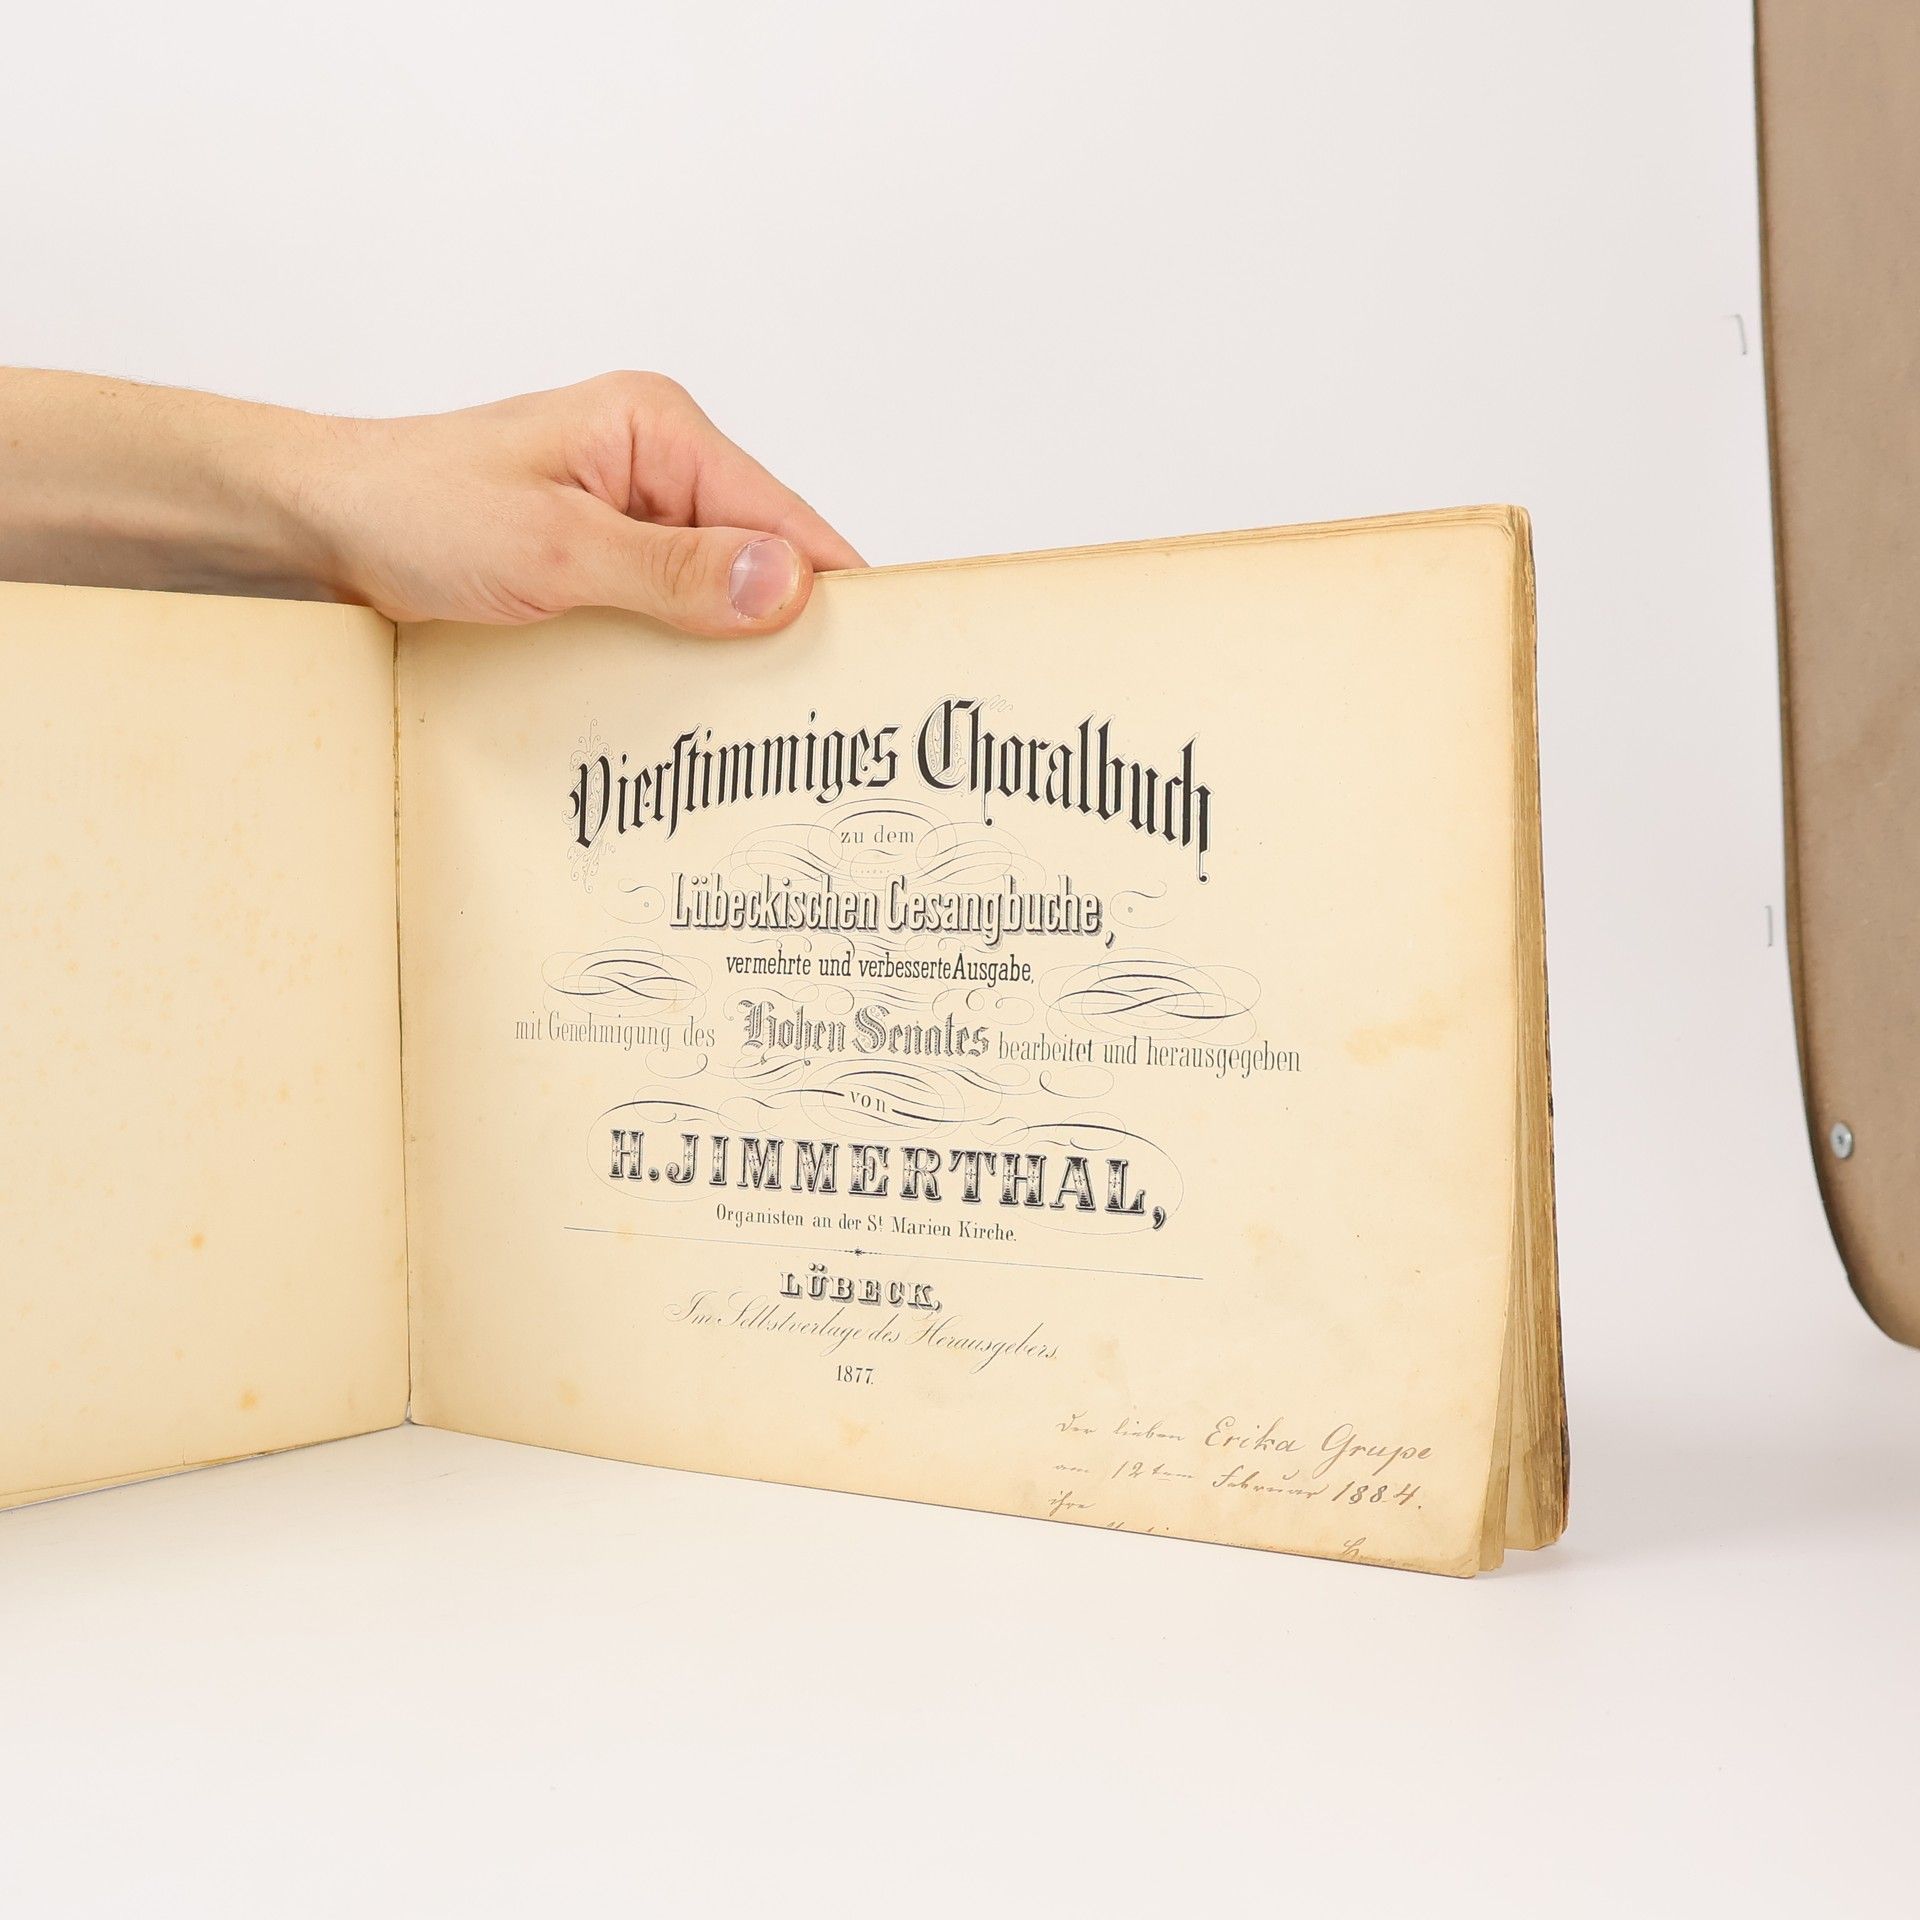 Vierstimmiges Choralbuch
zu dem
Lübeckischen Gesangbuche,
vermehrte und verbesserte Ausgabe,
mit Genehmigung des Hohen Senates bearbeitet und herausgegeben
von
H. JIMMERTHAL,
Organisten an der St. Marien Kirche.
LÜBECK,
Im Selbstverlage des Herausgebers.
1877.
Der lieben Erika Grupe
am 12tem Februar 1884.
ihre